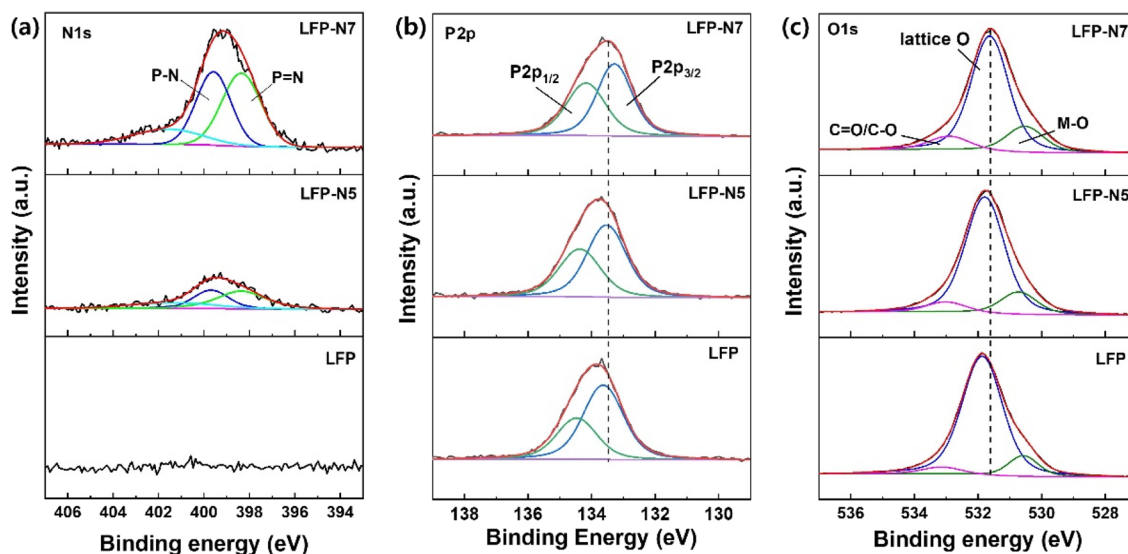 (a)
N1s
LFP-N7
P-N
P=N
LFP-N5
LFP
Intensity (a.u.)
406 404 402 400 398 396 394
Binding energy (eV)
(b)
P2p
LFP-N7
P2p1/2
P2p3/2
LFP-N5
LFP
Intensity (a.u.)
138 136 134 132 130
Binding Energy (eV)
(c)
O1s
LFP-N7
lattice O
C=O/C-O
M-O
LFP-N5
LFP
Intensity (a.u.)
536 534 532 530 528
Binding energy (eV)